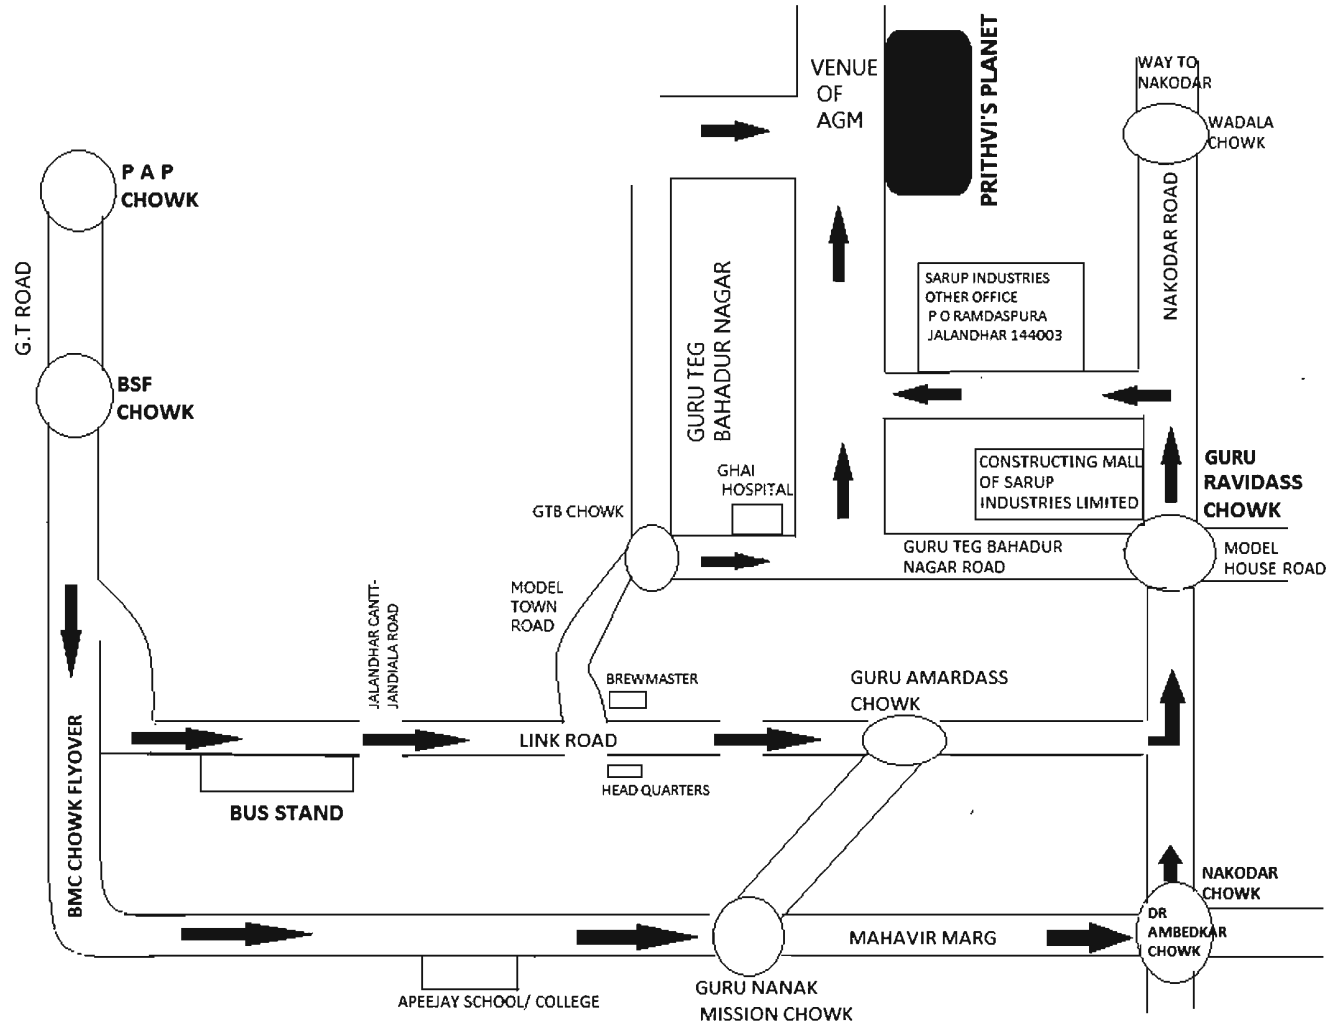 VENUE
OF
AGM
PRITHVI'S PLANET
WAY TO
NAKODAR
WADALA
CHOWK
P A P
CHOWK
G.T ROAD
NAKODAR ROAD
SARUP INDUSTRIES
OTHER OFFICE
P O RAMDASPURA
JALANDHAR 144003
GURU TEG
BAHADUR NAGAR
BSF
CHOWK
GHAI
HOSPITAL
CONSTRUCTING MALL
OF SARUP
INDUSTRIES LIMITED
GURU
RAVIDASS
CHOWK
GTB CHOWK
GURU TEG BAHADUR
NAGAR ROAD
MODEL
HOUSE ROAD
MODEL
TOWN
ROAD
JALANDHAR CANTT-
JANDIALA ROAD
BREWMASTER
GURU AMARDASS
CHOWK
LINK ROAD
BMC CHOWK FLYOVER
HEAD QUARTERS
BUS STAND
NAKODAR
CHOWK
DR
AMBEDKAR
CHOWK
MAHAVIR MARG
APEEJAY SCHOOL/ COLLEGE
GURU NANAK
MISSION CHOWK